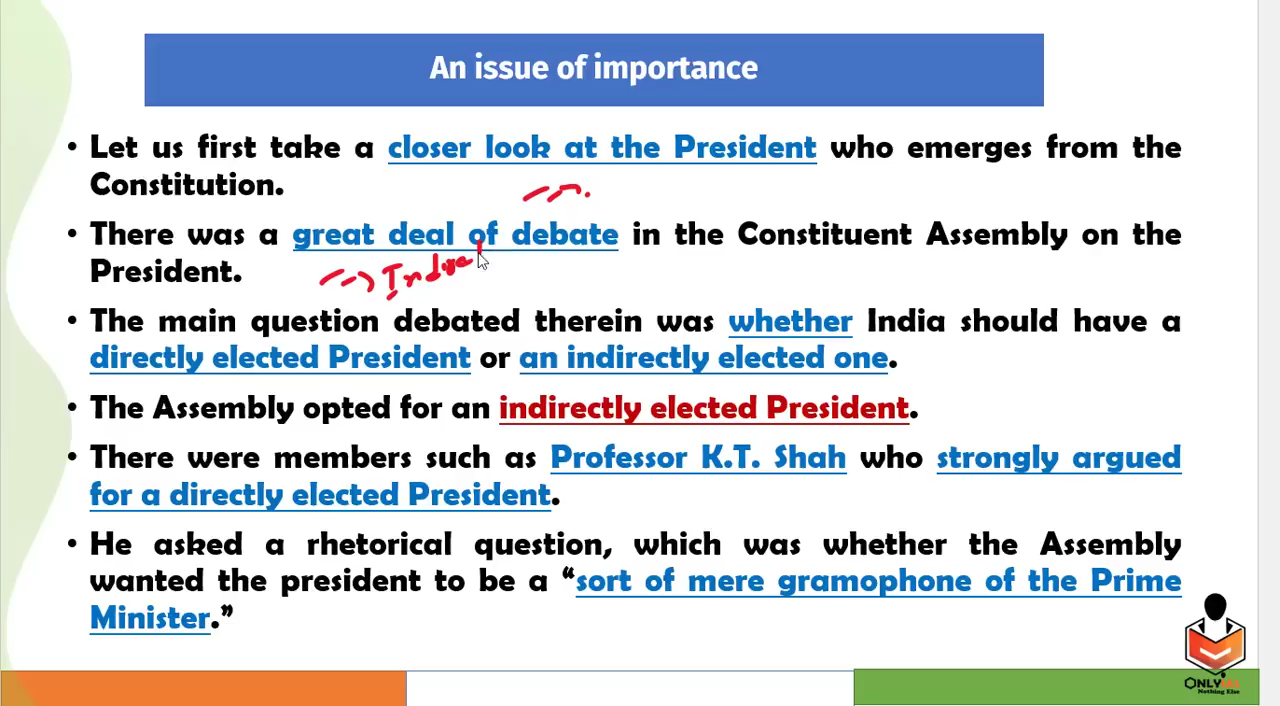 An issue of importance
• Let us first take a closer look at the President who emerges from the
Constitution.
• There was a great deal of debate in the Constituent Assembly on the
President.
• The main question debated therein was whether India should have a
directly elected President or an indirectly elected one.
• The Assembly opted for an indirectly elected President.
• There were members such as Professor K.T. Shah who strongly argued
for a directly elected President.
• He asked a rhetorical question, which was whether the Assembly
wanted the president to be a “sort of mere gramophone of the Prime
Minister.”
Nothing Else